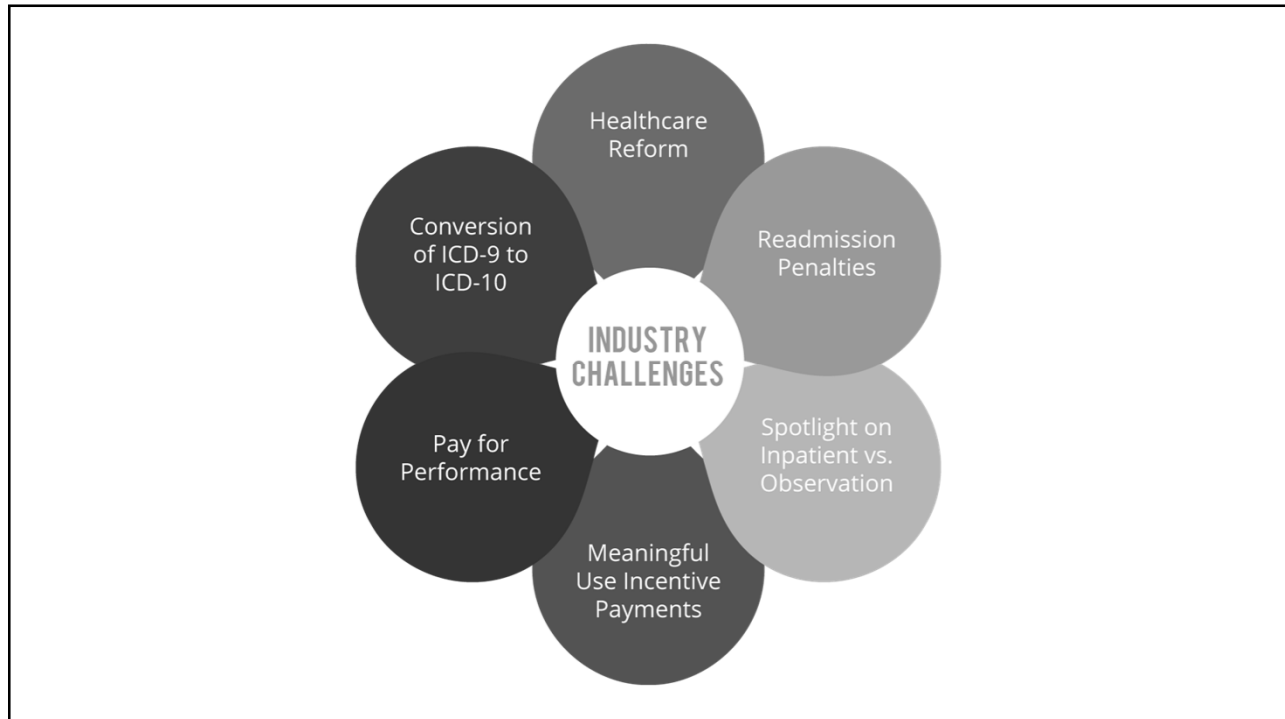 Healthcare
Reform
Conversion
of ICD-9 to
ICD-10
Readmission
Penalties
INDUSTRY
CHALLENGES
Pay for
Performance
Spotlight on
Inpatient vs.
Observation
Meaningful
Use Incentive
Payments